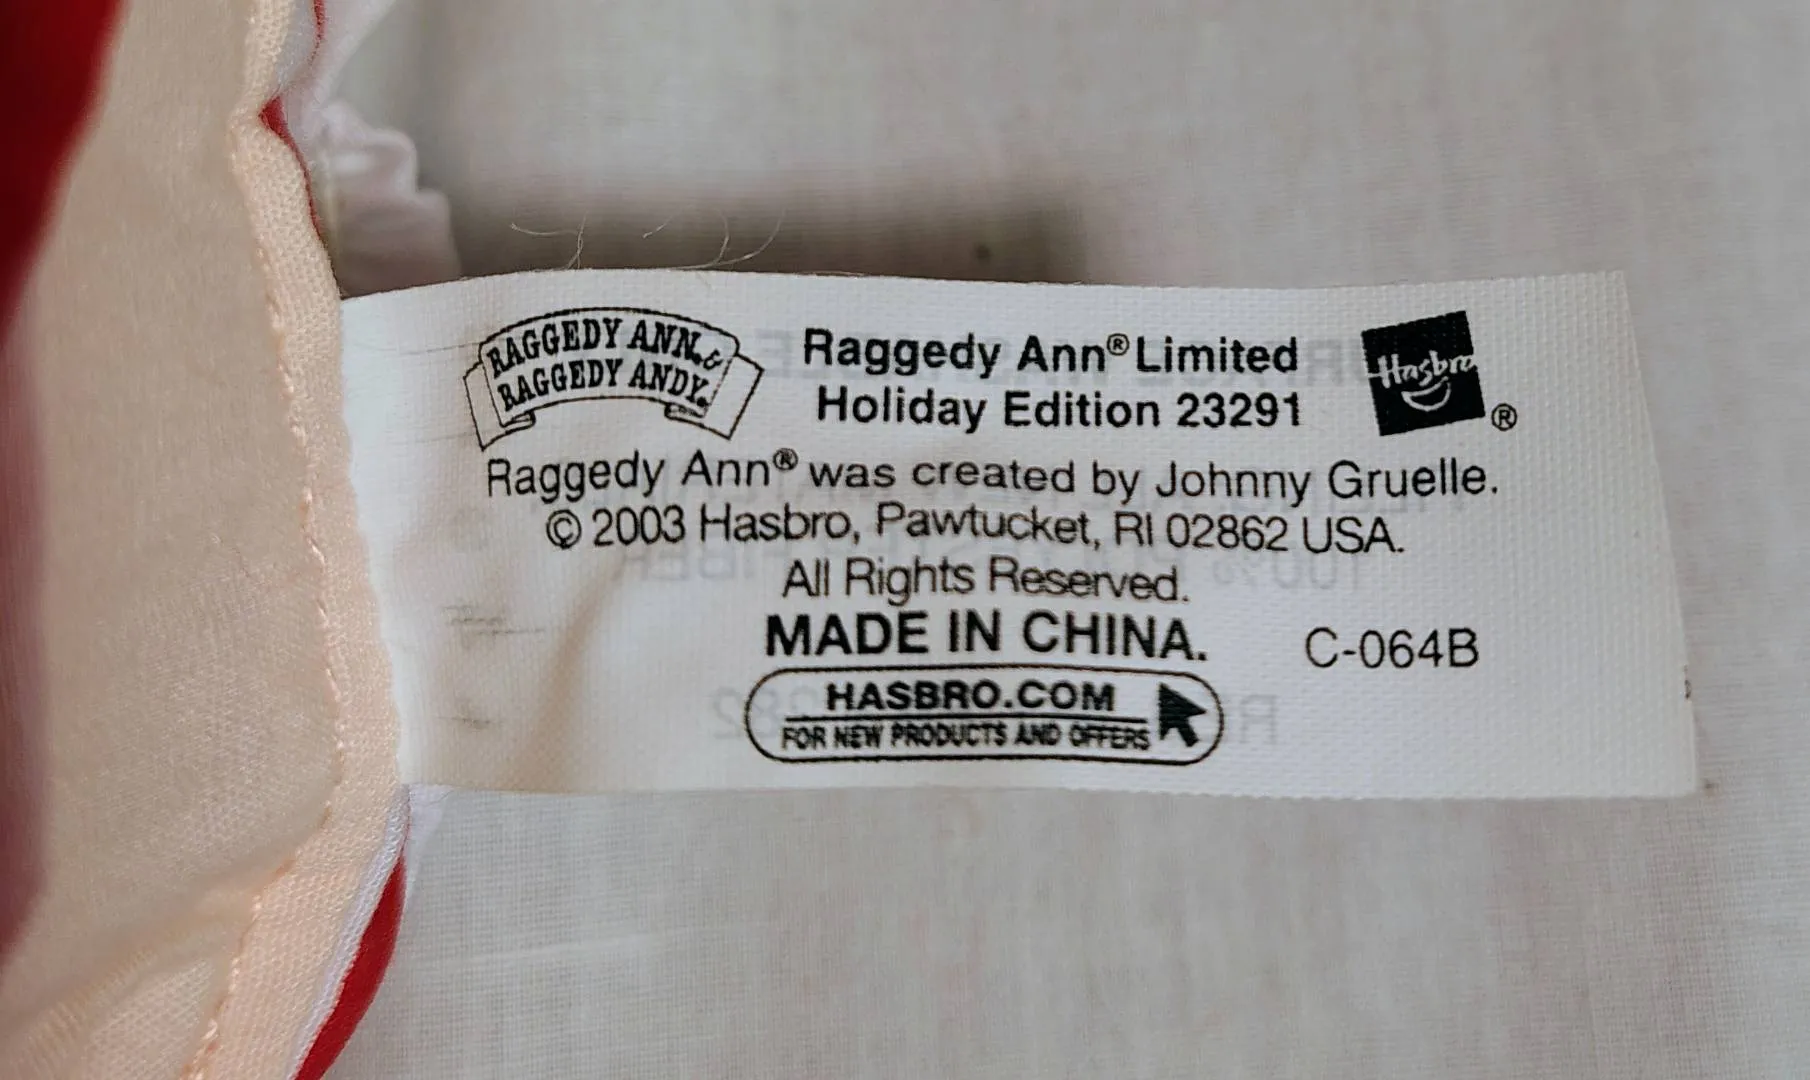 RAGGEDY ANN & 
RAGGEDY ANDY.
Raggedy Ann® Limited
Holiday Edition 23291
Hasbro ®
Raggedy Ann® was created by Johnny Gruelle.
© 2003 Hasbro, Pawtucket, RI 02862 USA.
All Rights Reserved.
MADE IN CHINA.
C-064B
HASBRO.COM
FOR NEW PRODUCTS AND OFFERS